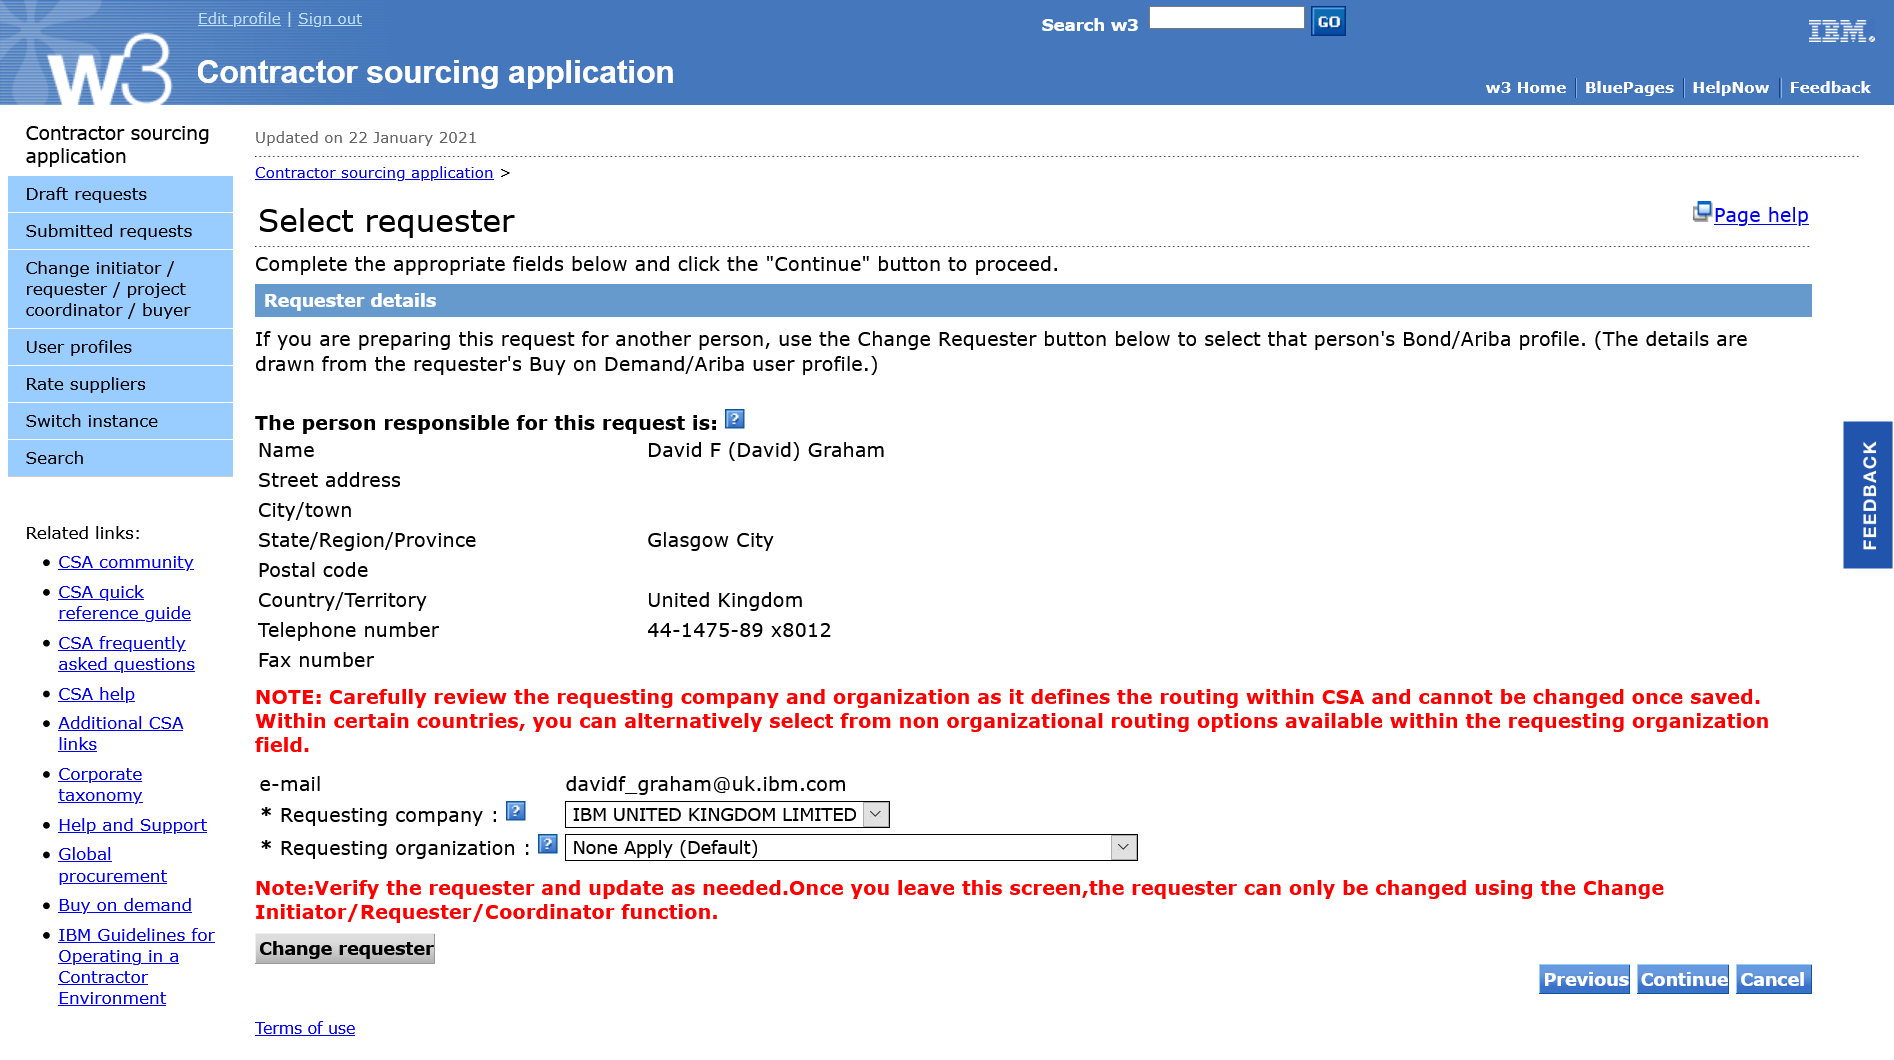 Edit profile | Sign out
Search w3
GO
IBM.
w3
Contractor sourcing application
w3 Home
BluePages
HelpNow
Feedback
Contractor sourcing
application
Draft requests
Submitted requests
Change initiator /
requester / project
coordinator / buyer
User profiles
Rate suppliers
Switch instance
Search
Related links:
• CSA community
• CSA quick
reference guide
• CSA frequently
asked questions
• CSA help
• Additional CSA
links
• Corporate
taxonomy
• Help and Support
• Global
procurement
• Buy on demand
• IBM Guidelines for
Operating in a
Contractor
Environment
Updated on 22 January 2021
Contractor sourcing application >
Select requester
Page help
Complete the appropriate fields below and click the "Continue" button to proceed.
Requester details
If you are preparing this request for another person, use the Change Requester button below to select that person's Bond/Ariba profile. (The details are
drawn from the requester's Buy on Demand/Ariba user profile.)
The person responsible for this request is: ?
Name David F (David) Graham
Street address
City/town
State/Region/Province Glasgow City
Postal code
Country/Territory United Kingdom
Telephone number 44-1475-89 x8012
Fax number
NOTE: Carefully review the requesting company and organization as it defines the routing within CSA and cannot be changed once saved.
Within certain countries, you can alternatively select from non organizational routing options available within the requesting organization
field.
e-mail davidf_graham@uk.ibm.com
* Requesting company : ? IBM UNITED KINGDOM LIMITED
* Requesting organization : ? None Apply (Default)
Note:Verify the requester and update as needed.Once you leave this screen,the requester can only be changed using the Change
Initiator/Requester/Coordinator function.
Change requester
Previous
Continue
Cancel
Terms of use
FEEDBACK